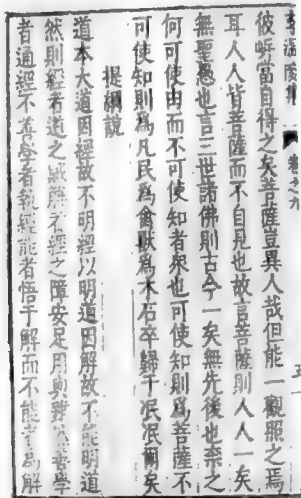 李溫陵集 卷之九
彼呼當自得之矣菩薩豈異人哉但能一觀照之焉
耳人人皆菩薩而不自見也故言菩薩則人人一矣
無聖愚也言三世諸佛則古今一矣無先後也奈之
何可使由而不可使知者衆也可使知則為菩薩不
可使知則為凡民為禽獸為木石卒歸于泯泯爾矣
提綱說
道本大道因經故不明經以明道因解故不能明道
然則經者道之賊解者經之障安足用與雖然善學
者通經不善學者執經能者悟于解而不能者為解